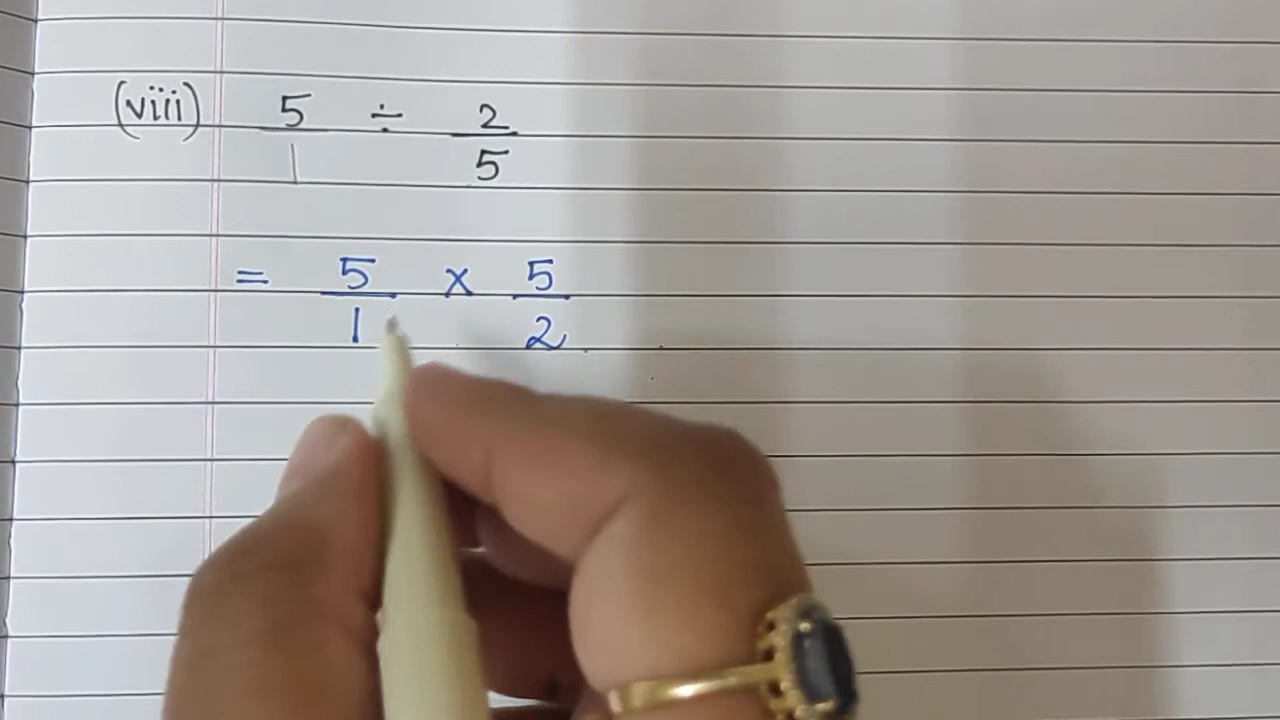 (viii) 5/1 ÷ 2/5
= 5/1 x 5/2